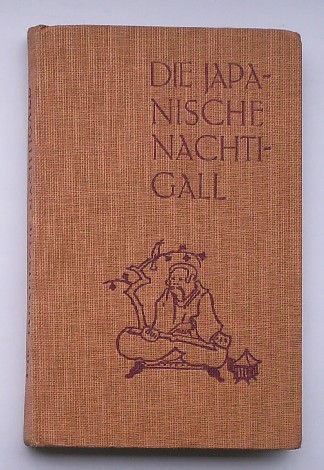 DIE JAPA-
NISCHE
NACHTI-
GALL